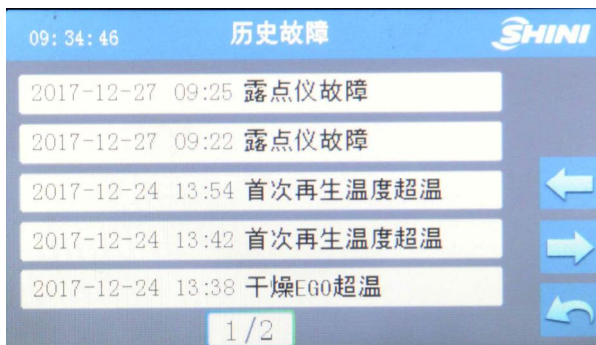 09:34:46 历史故障 SHINI
2017-12-27 09:25 露点仪故障
2017-12-27 09:22 露点仪故障
2017-12-24 13:54 首次再生温度超温
2017-12-24 13:42 首次再生温度超温
2017-12-24 13:38 干燥EGO超温
1/2